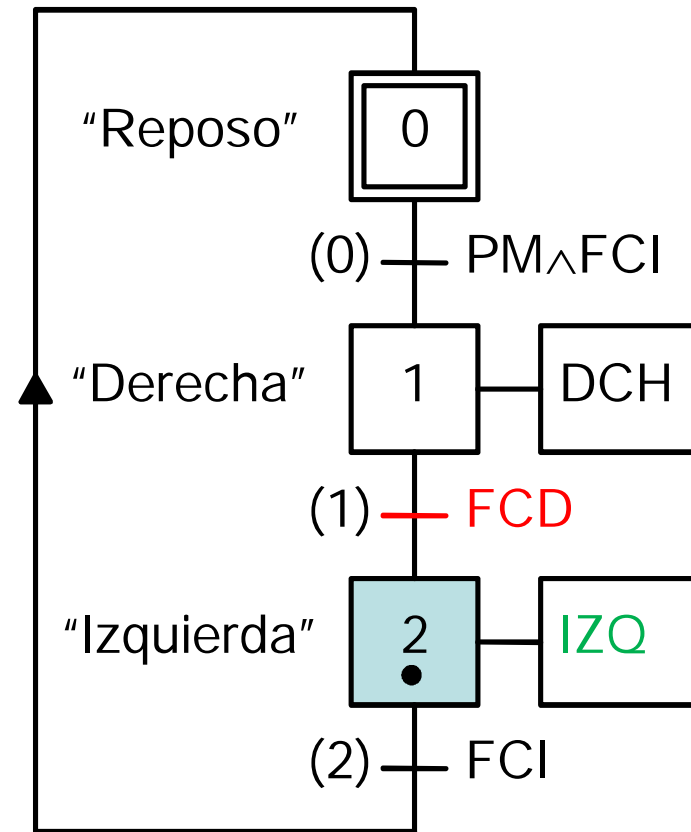 “Reposo” 0
(0) PM∧FCI
“Derecha” 1 DCH
(1) FCD
“Izquierda” 2 IZQ
(2) FCI